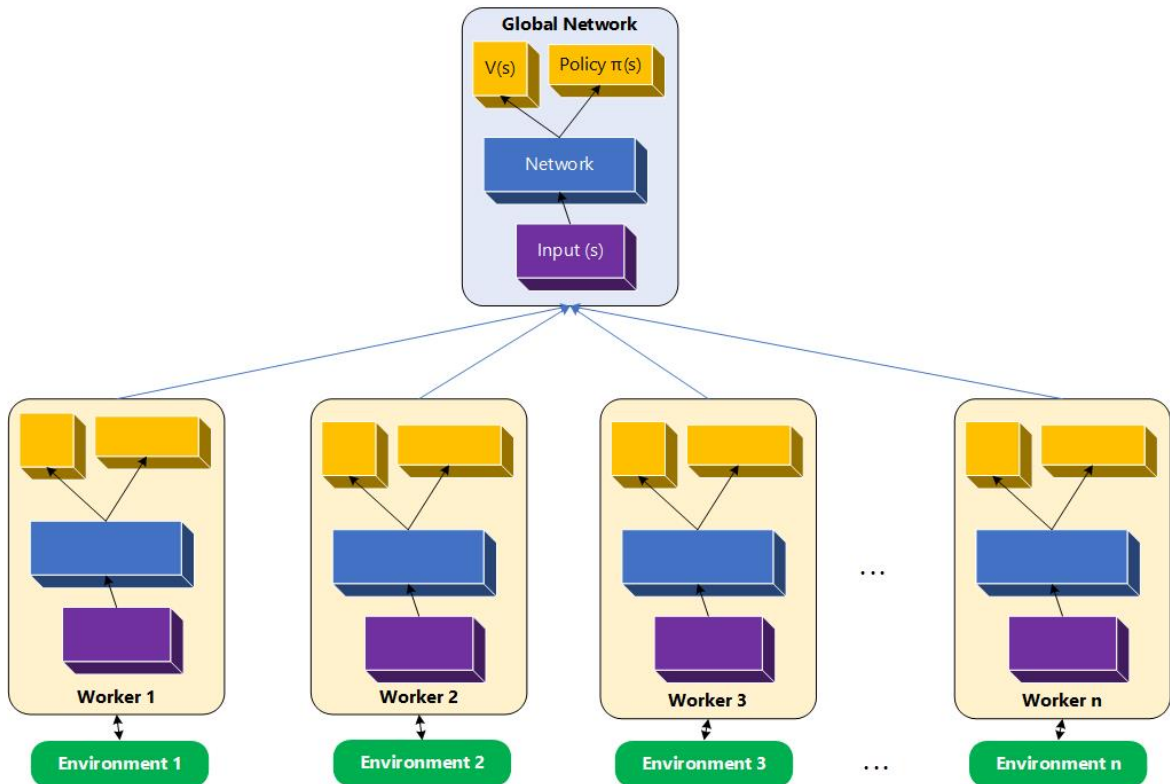 Global Network
V(s)
Policy π(s)
Network
Input (s)
...
Worker 1
Worker 2
Worker 3
Worker n
Environment 1
Environment 2
Environment 3
...
Environment n